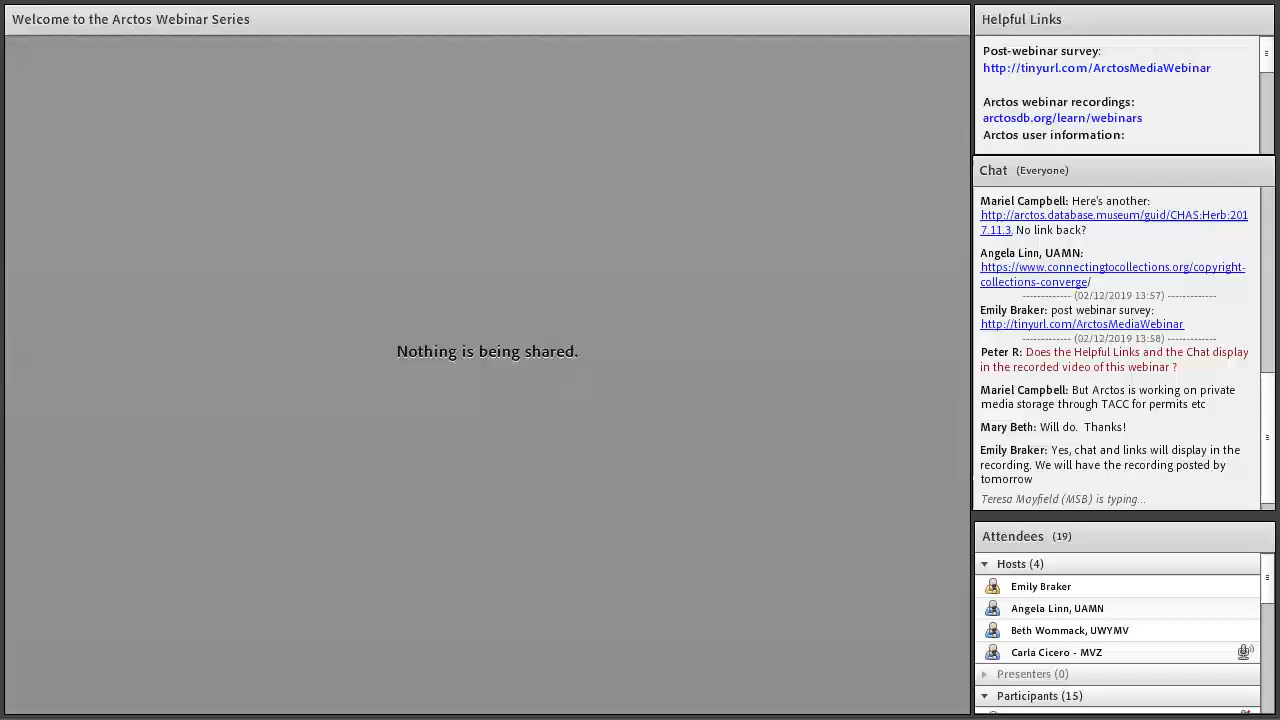 Welcome to the Arctos Webinar Series
Nothing is being shared.
Helpful Links
Post-webinar survey:
http://tinyurl.com/ArctosMediaWebinar
Arctos webinar recordings:
arctosdb.org/learn/webinars
Arctos user information:
Chat (Everyone)
Mariel Campbell: Here's another:
http://arctos.database.museum/guid/CHAS:Herb:201
7.11.3. No link back?
Angela Linn, UAMN:
https://www.connectingtocollections.org/copyright-
collections-converge/
------------- (02/12/2019 13:57) -------------
Emily Braker: post webinar survey:
http://tinyurl.com/ArctosMediaWebinar
------------- (02/12/2019 13:58) -------------
Peter R: Does the Helpful Links and the Chat display
in the recorded video of this webinar ?
Mariel Campbell: But Arctos is working on private
media storage through TACC for permits etc
Mary Beth: Will do. Thanks!
Emily Braker: Yes, chat and links will display in the
recording. We will have the recording posted by
tomorrow
Teresa Mayfield (MSB) is typing...
Attendees (19)
Hosts (4)
Emily Braker
Angela Linn, UAMN
Beth Wommack, UWYMV
Carla Cicero - MVZ
Presenters (0)
Participants (15)